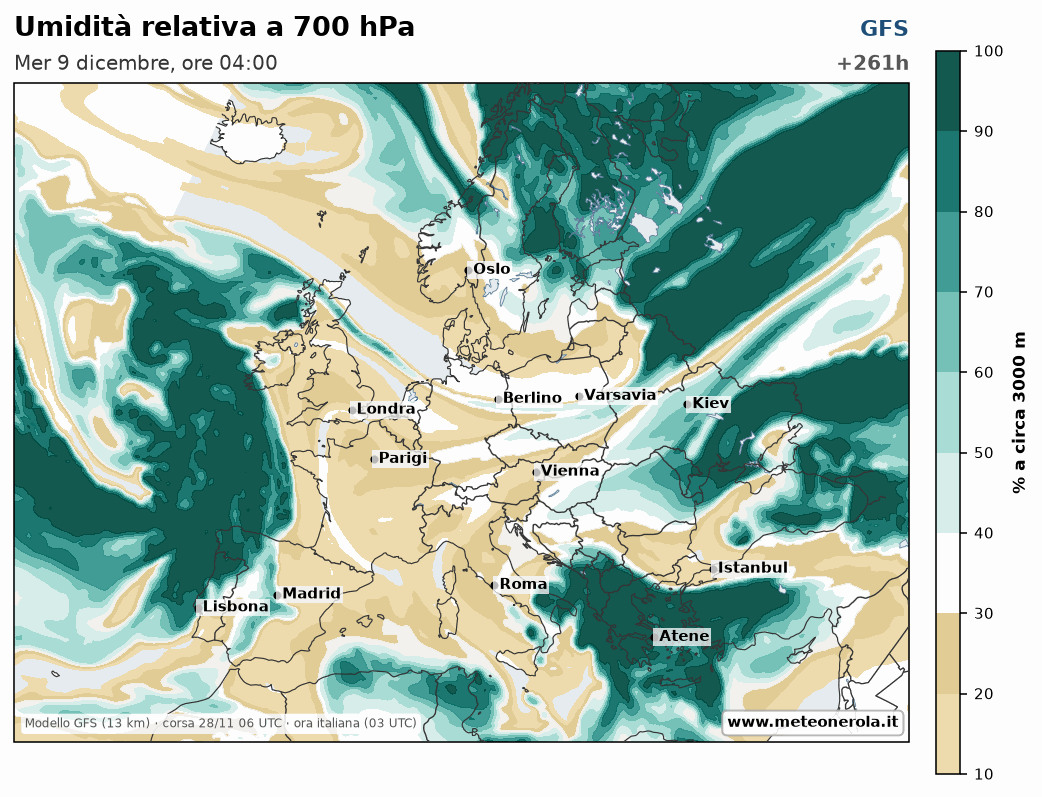 Umidità relativa a 700 hPa
GFS
Mer 9 dicembre, ore 04:00
+261h
100
90
80
70
60
50
40
30
20
10
% a circa 3000 m
Oslo
Berlino
Varsavia
Kiev
Londra
Parigi
Vienna
Istanbul
Roma
Madrid
Lisbona
Atene
Modello GFS (13 km) · corsa 28/11 06 UTC · ora italiana (03 UTC)
www.meteonerola.it